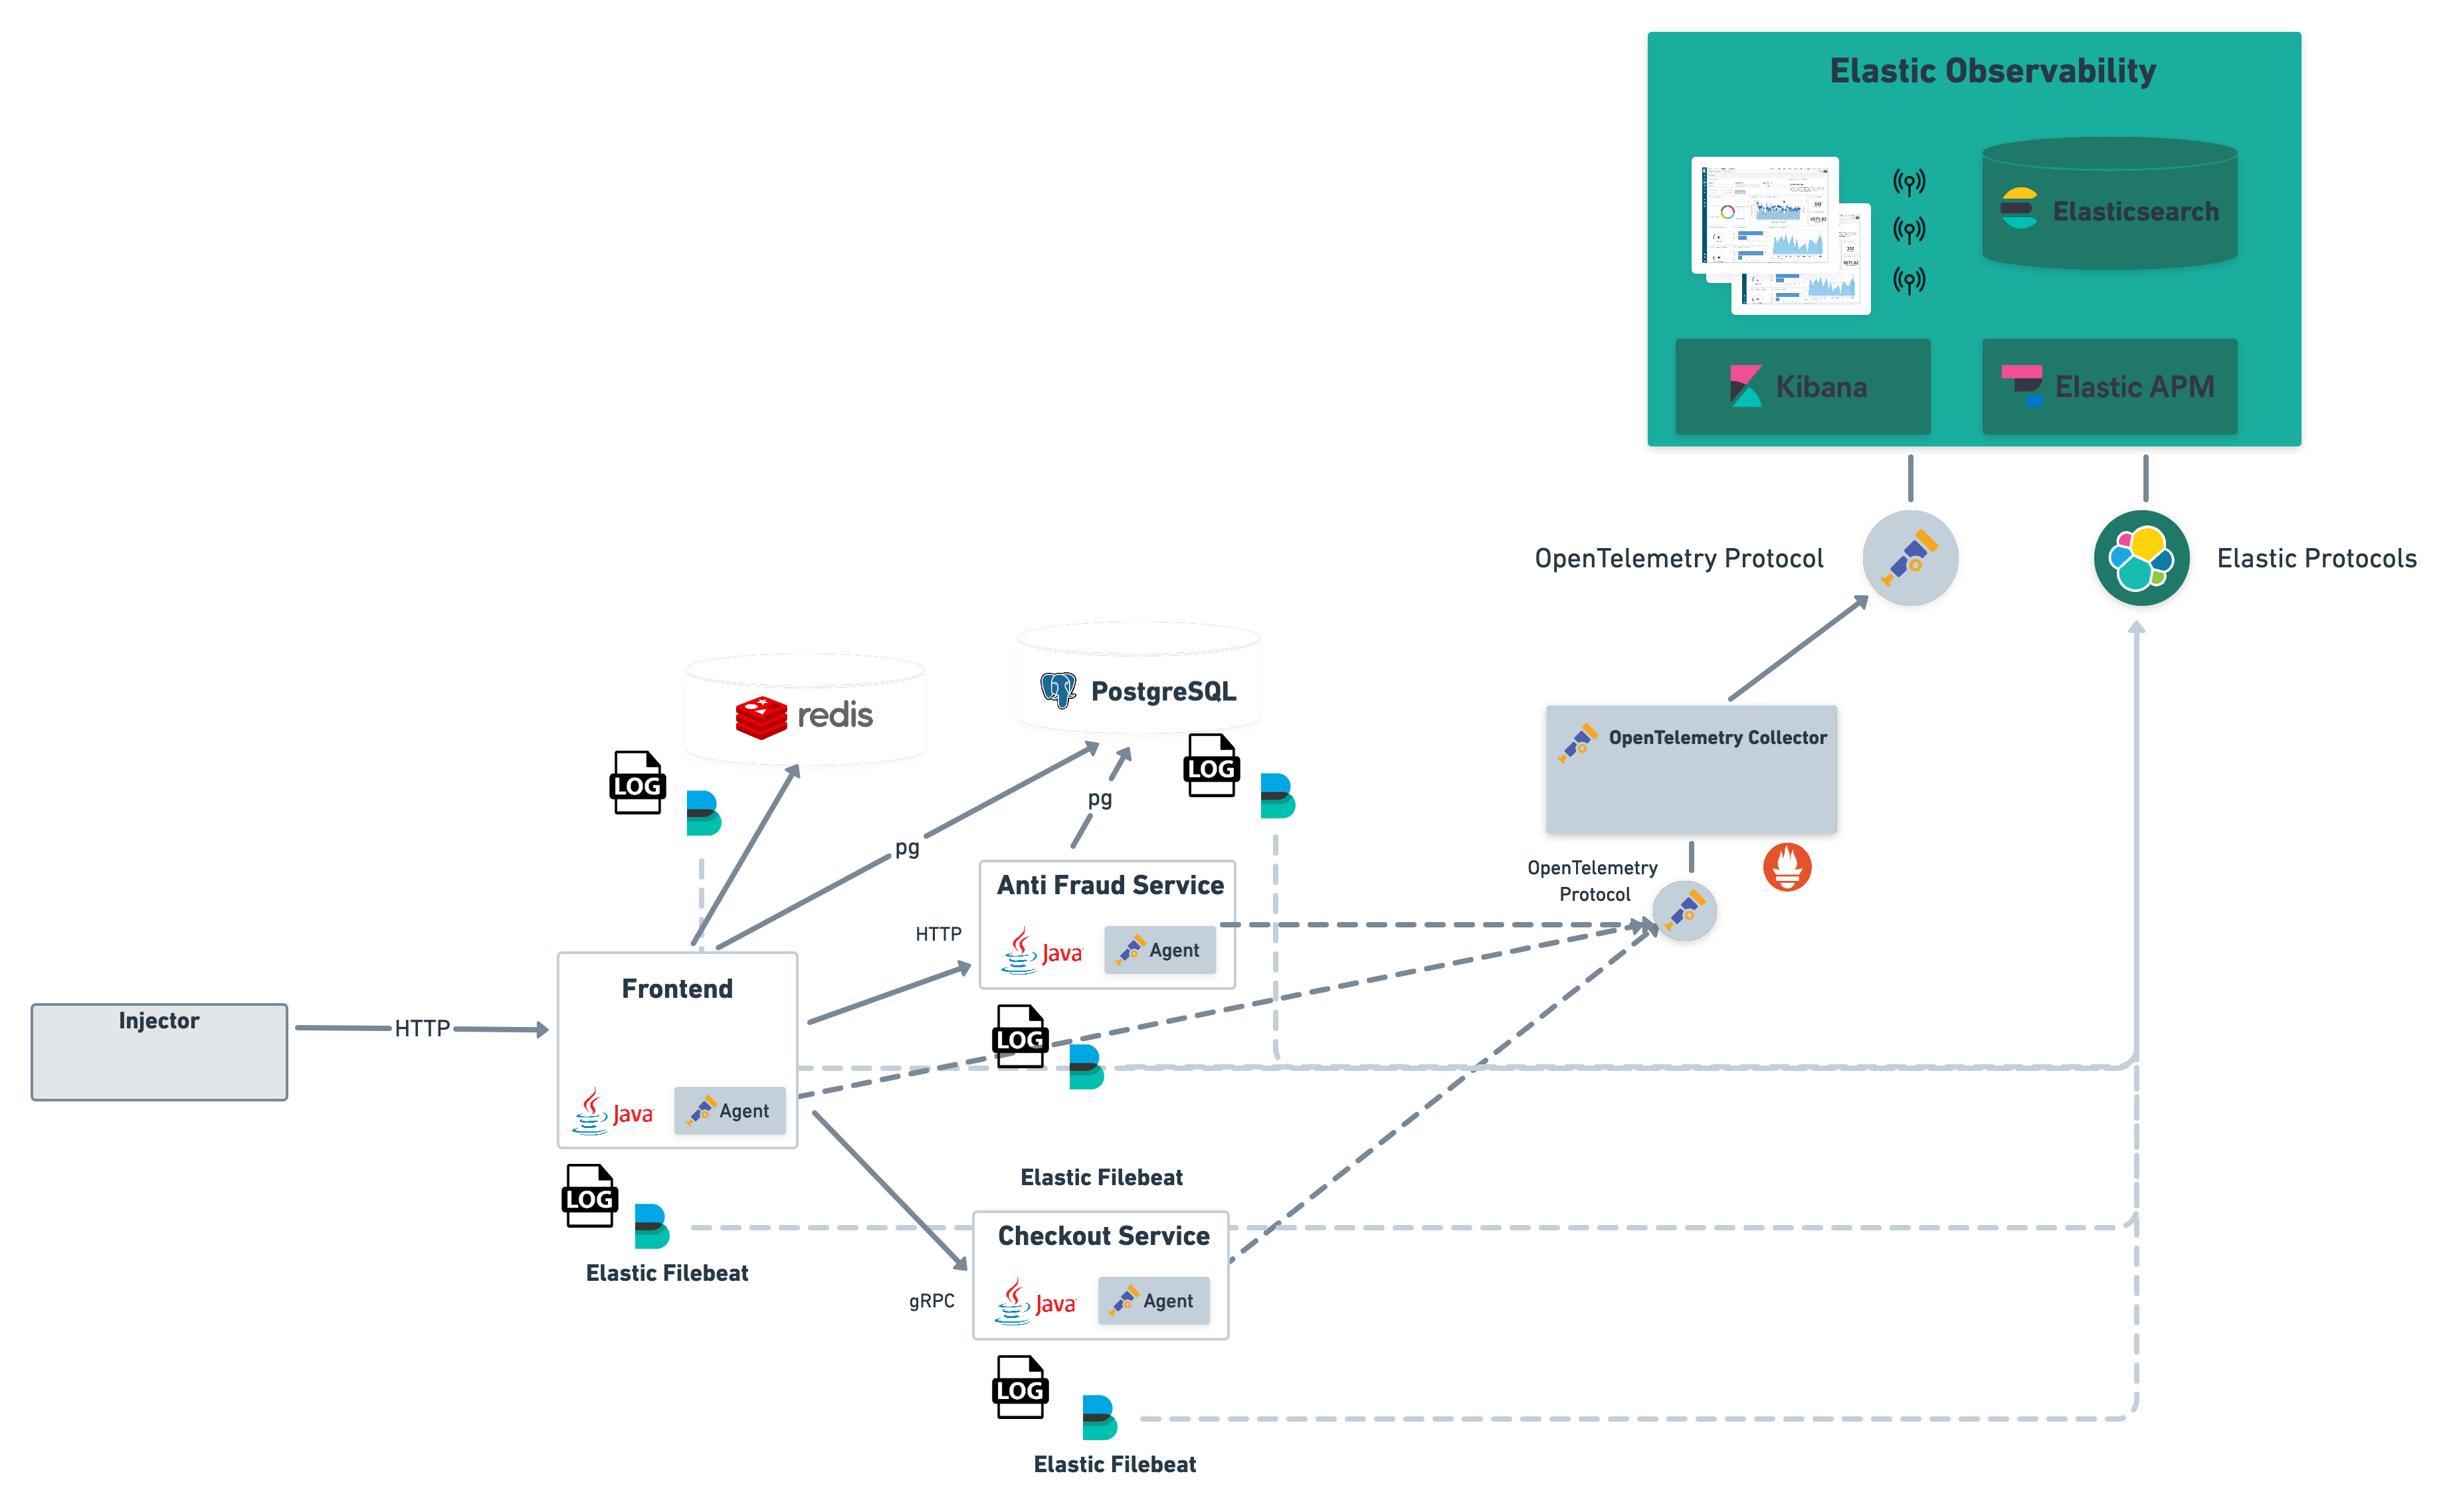 Elastic Observability
Elasticsearch
Kibana
Elastic APM
OpenTelemetry Protocol
Elastic Protocols
redis
PostgreSQL
LOG
LOG
OpenTelemetry Collector
pg
pg
OpenTelemetry
Protocol
Anti Fraud Service
HTTP
Java
Agent
Frontend
Injector
HTTP
LOG
Java
Agent
Elastic Filebeat
LOG
Checkout Service
Elastic Filebeat
gRPC
Java
Agent
LOG
Elastic Filebeat